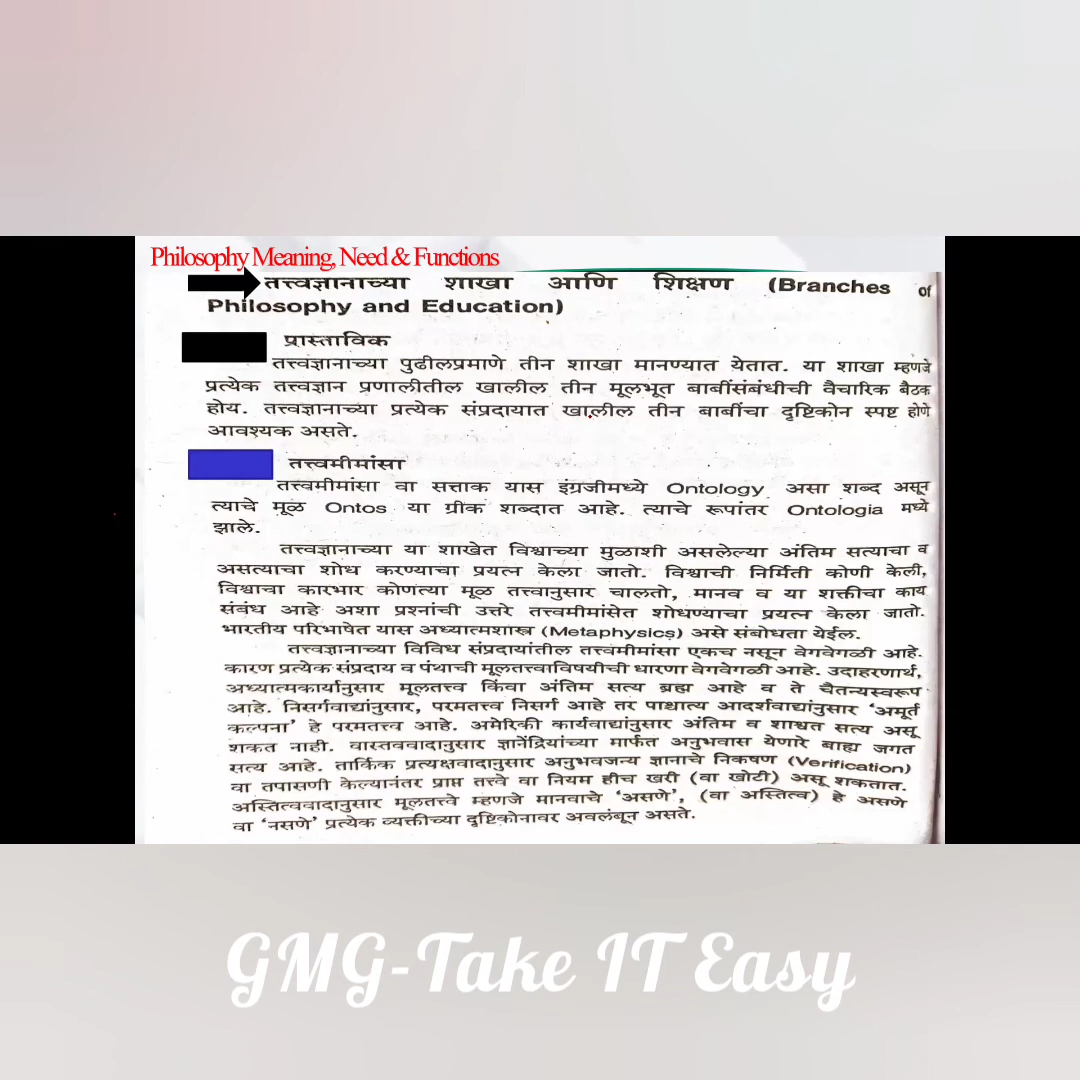 Philosophy Meaning, Need & Functions
तत्त्वज्ञानाच्या शाखा आणि शिक्षण (Branches of
Philosophy and Education)
प्रास्ताविक
तत्त्वज्ञानाच्या पुढीलप्रमाणे तीन शाखा मानण्यात येतात. या शाखा म्हणजे
प्रत्येक तत्त्वज्ञान प्रणालीतील खालील तीन मूलभूत बाबींसंबंधीची वैचारिक बैठक
होय. तत्त्वज्ञानाच्या प्रत्येक संप्रदायात खालील तीन बाबींचा दृष्टिकोन स्पष्ट होणे
आवश्यक असते.
तत्त्वमीमांसा
तत्त्वमीमांसा वा सत्ताक यास इंग्रजीमध्ये Ontology असा शब्द असून
त्याचे मूळ Ontos या ग्रीक शब्दात आहे. त्याचे रूपांतर Ontologia मध्ये
झाले.
तत्त्वज्ञानाच्या या शाखेत विश्वाच्या मुळाशी असलेल्या अंतिम सत्याचा व
असत्याचा शोध करण्याचा प्रयत्न केला जातो. विश्वाची निर्मिती कोणी केली,
विश्वाचा कारभार कोणत्या मूळ तत्त्वानुसार चालतो, मानव व या शक्तीचा काय
संबंध आहे अशा प्रश्नांची उत्तरे तत्त्वमीमांसेत शोधण्याचा प्रयत्न केला जातो.
भारतीय परिभाषेत यास अध्यात्मशास्त्र (Metaphysics) असे संबोधता येईल.
तत्त्वज्ञानाच्या विविध संप्रदायांतील तत्त्वमीमांसा एकच नसून वेगवेगळी आहे.
कारण प्रत्येक संप्रदाय व पंथाची मूलतत्त्वाविषयीची धारणा वेगवेगळी आहे. उदाहरणार्थ,
अध्यात्मकार्यानुसार मूलतत्त्व किंवा अंतिम सत्य ब्रह्म आहे व ते चैतन्यस्वरूप
आहे. निसर्गवाद्यांनुसार, परमतत्त्व निसर्ग आहे तर पाश्चात्य आदर्शवाद्यांनुसार ‘अमूर्त
कल्पना’ हे परमतत्त्व आहे. अमेरिकी कार्यवाद्यांनुसार अंतिम व शाश्वत सत्य असू
शकत नाही. वास्तववादानुसार ज्ञानेंद्रियांच्या मार्फत अनुभवास येणारे बाह्य जगत
सत्य आहे. तार्किक प्रत्यक्षवादानुसार अनुभवजन्य ज्ञानाचे निकषण (Verification)
वा तपासणी केल्यानंतर प्राप्त तत्त्वे वा नियम हीच खरी (वा खोटी) असू शकतात.
अस्तित्ववादानुसार मूलतत्त्वे म्हणजे मानवाचे ‘असणे’, (वा अस्तित्व) हे असणे
वा ‘नसणे’ प्रत्येक व्यक्तीच्या दृष्टिकोनावर अवलंबून असते.
GMG-Take IT Easy